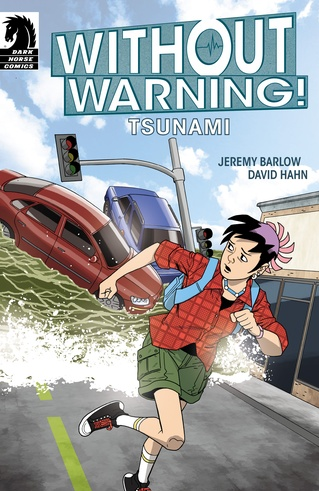 DARK
HORSE
COMICS
WITHOUT
WARNING!
TSUNAMI
JEREMY BARLOW
DAVID HAHN